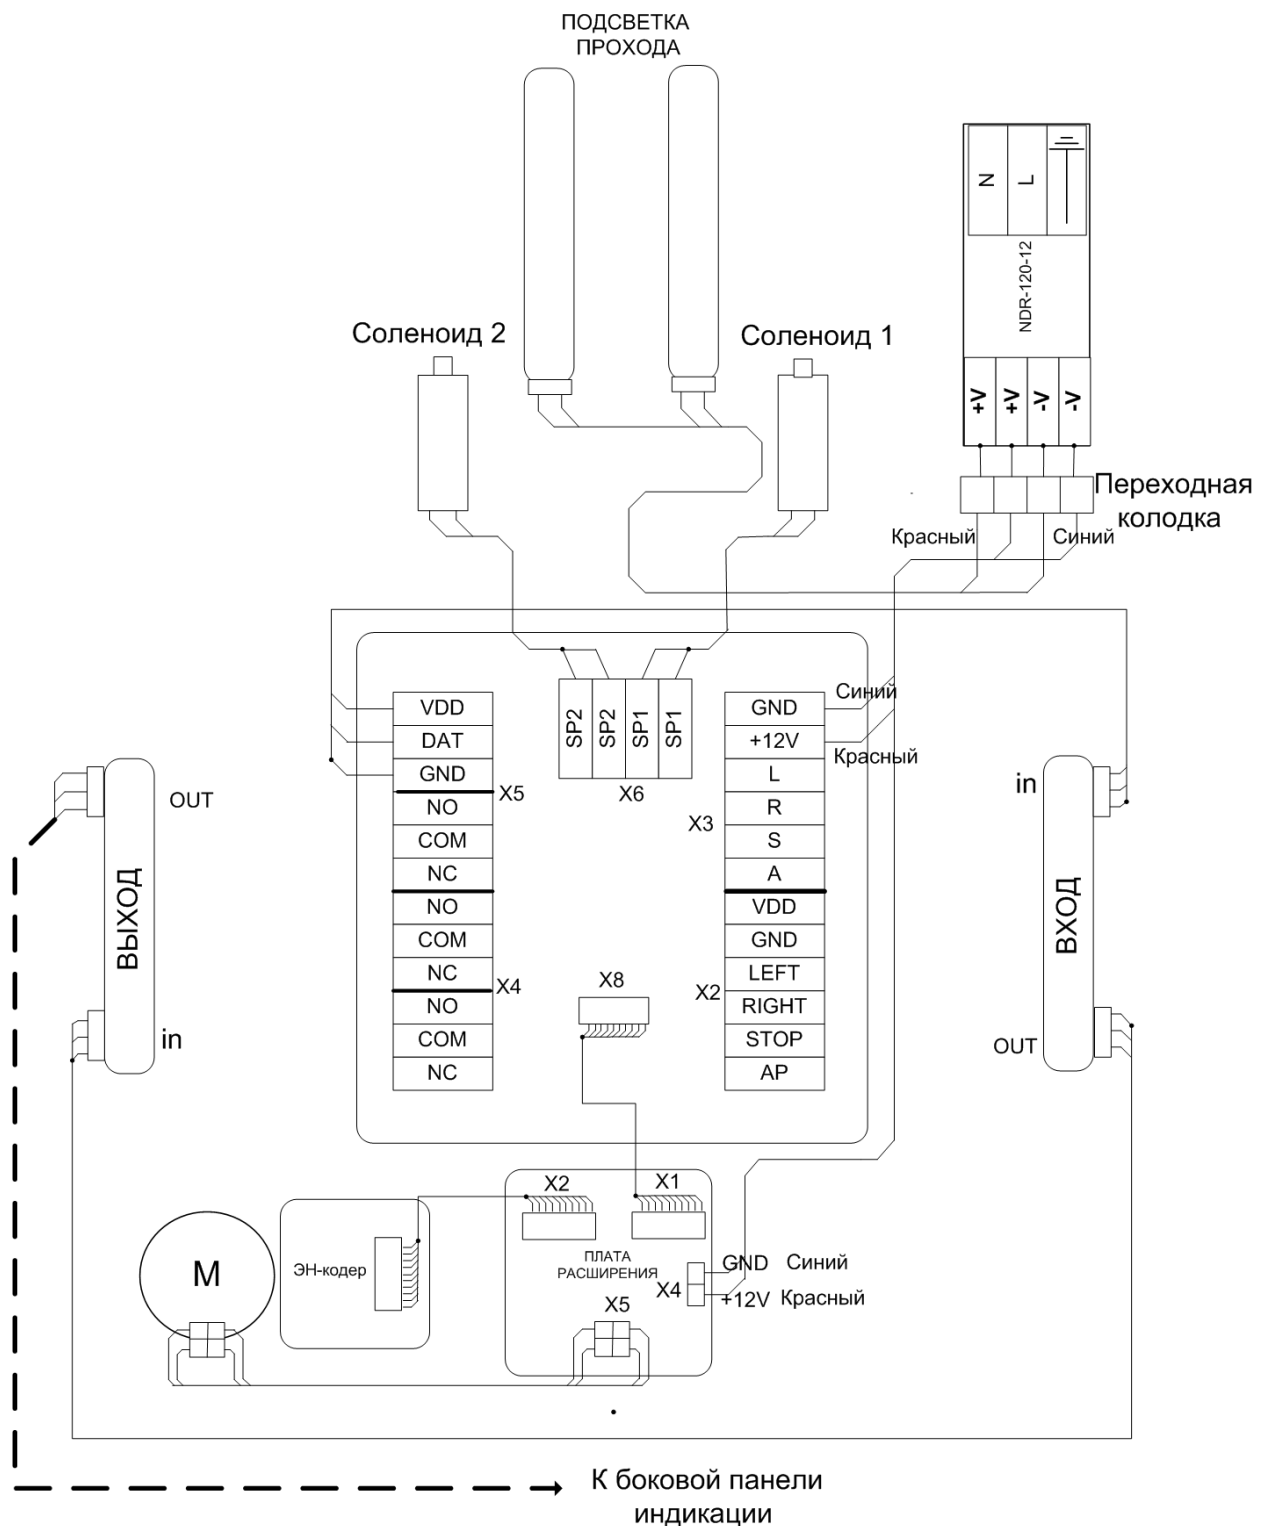 ПОДСВЕТКА
ПРОХОДА
N
L
NDR-120-12
+V
+V
-V
-V
Соленоид 2
Соленоид 1
Переходная
колодка
Красный
Синий
VDD
DAT
GND
NO
COM
NC
NO
COM
NC
NO
COM
NC
X5
X4
SP2
SP2
SP1
SP1
X6
GND
+12V
L
R
S
A
VDD
GND
LEFT
RIGHT
STOP
AP
X3
X2
Синий
Красный
OUT
ВЫХОД
in
in
ВХОД
OUT
X8
X2
X1
ПЛАТА
РАСШИРЕНИЯ
GND Синий
X4
+12V Красный
X5
М
ЭН-кодер
К боковой панели
индикации